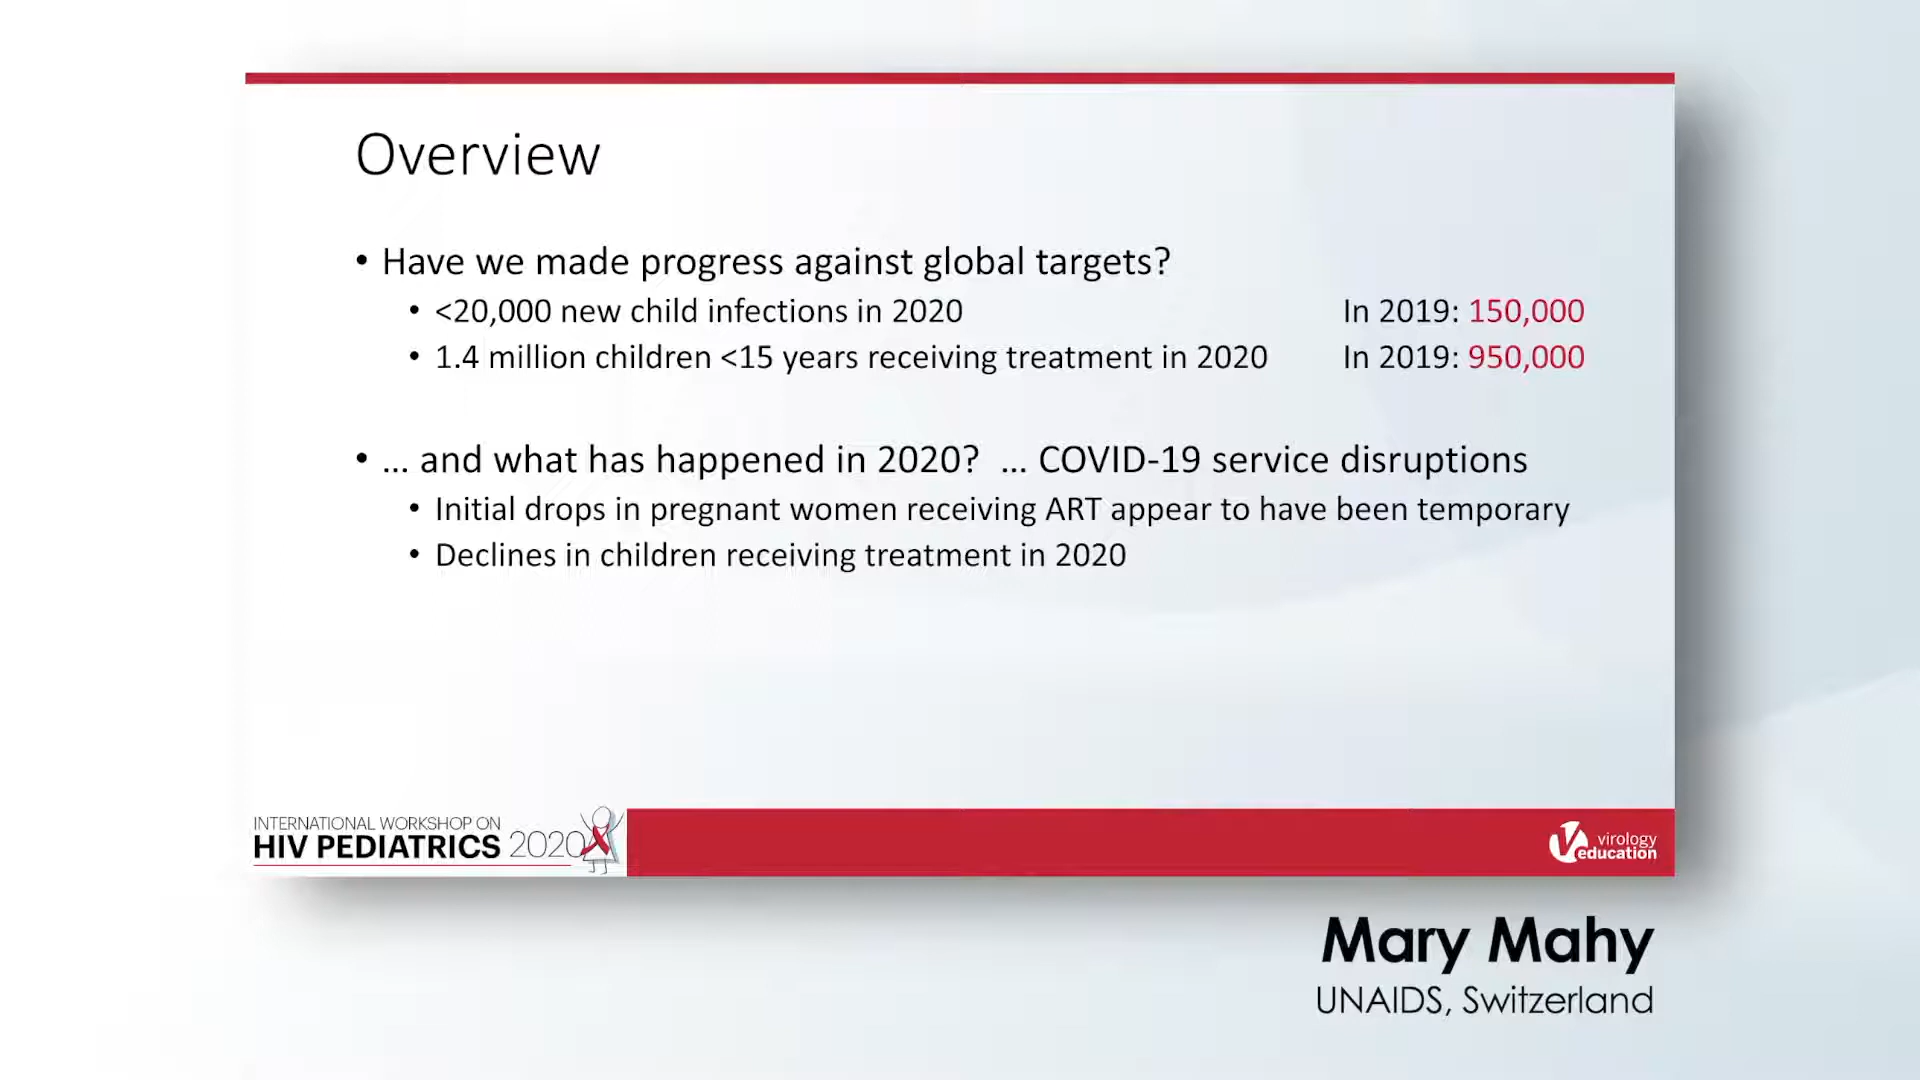 Overview
• Have we made progress against global targets?
• <20,000 new child infections in 2020 In 2019: 150,000
• 1.4 million children <15 years receiving treatment in 2020 In 2019: 950,000
• ... and what has happened in 2020? ... COVID-19 service disruptions
• Initial drops in pregnant women receiving ART appear to have been temporary
• Declines in children receiving treatment in 2020
INTERNATIONAL WORKSHOP ON
HIV PEDIATRICS 2020
virology
education
Mary Mahy
UNAIDS, Switzerland